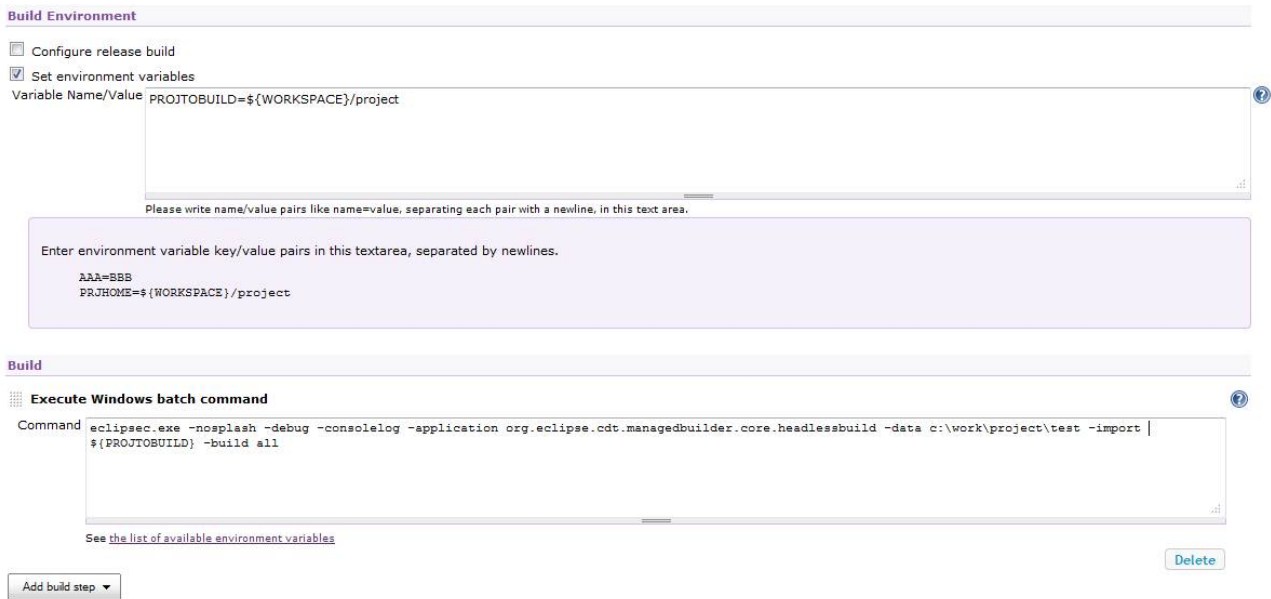 Build Environment
Configure release build
Set environment variables
Variable Name/Value PROJTOBUILD=${WORKSPACE}/project
Please write name/value pairs like name=value, separating each pair with a newline, in this text area.
Enter environment variable key/value pairs in this textarea, separated by newlines.
AAA=BBB
PRJHOME=${WORKSPACE}/project
Build
Execute Windows batch command
Command eclipsec.exe -nosplash -debug -consolelog -application org.eclipse.cdt.managedbuilder.core.headlessbuild -data c:\work\project\test -import
${PROJTOBUILD} -build all
See the list of available environment variables
Delete
Add build step